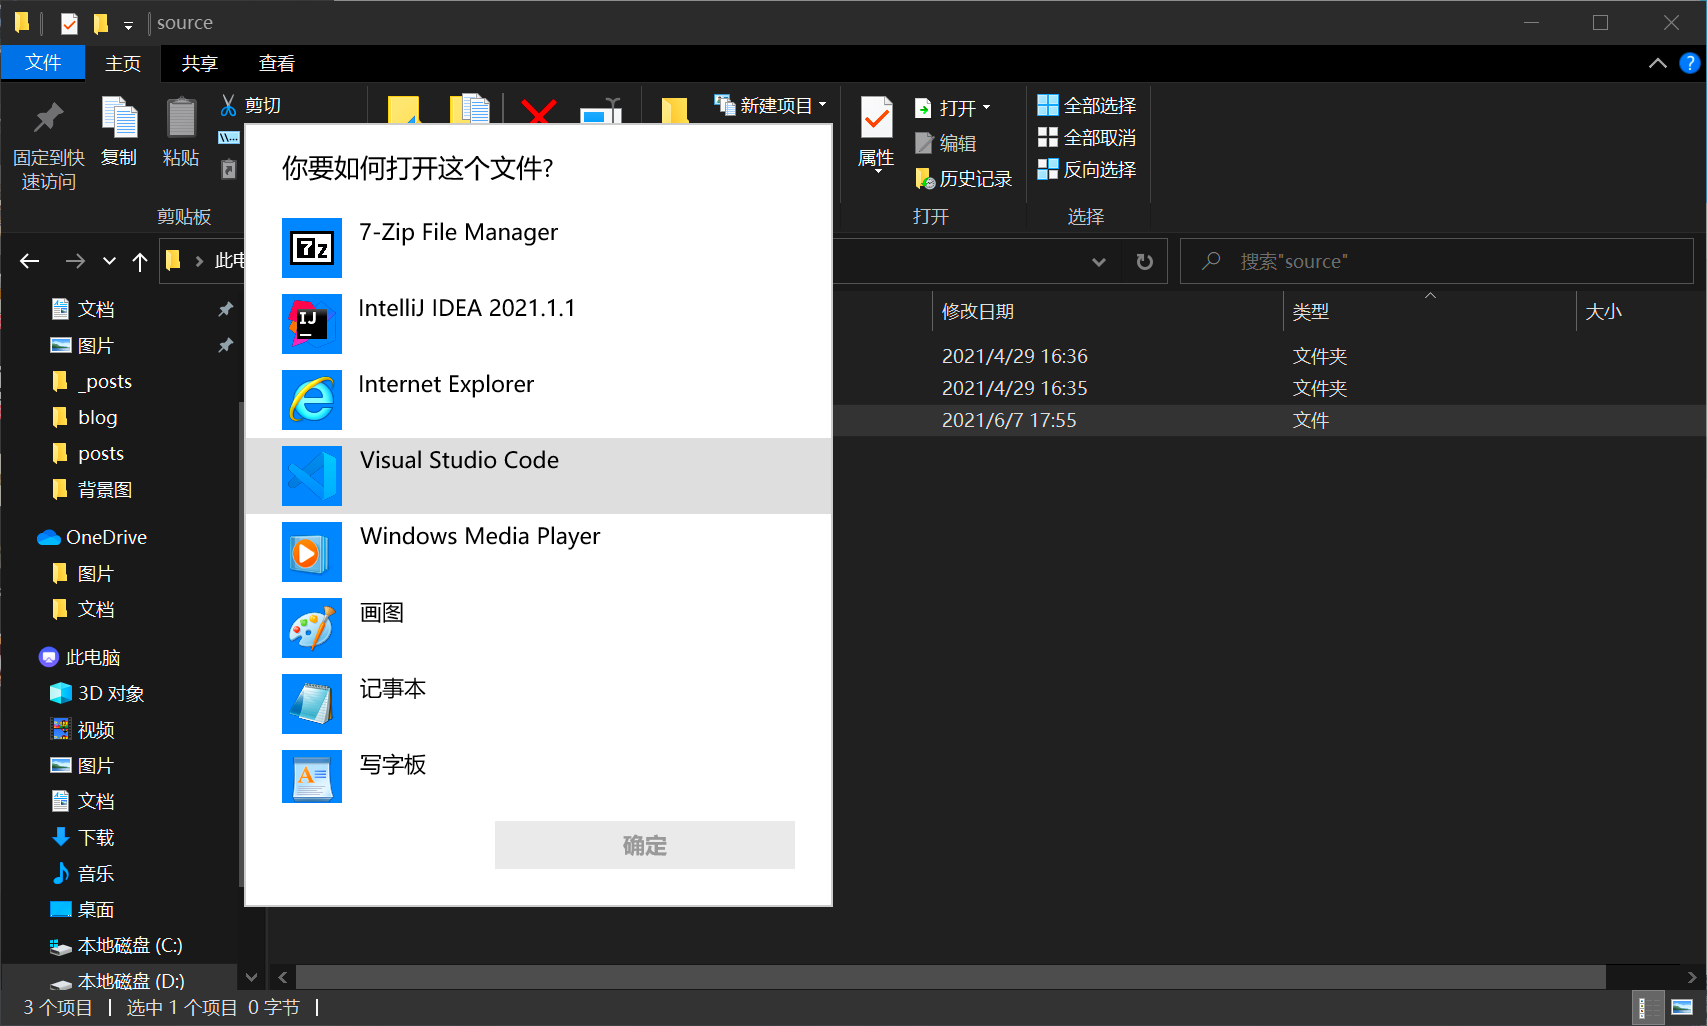 source
文件 主页 共享 查看
固定到快
速访问
复制
粘贴
剪切
新建项目
属性
打开
编辑
历史记录
全部选择
全部取消
反向选择
剪贴板
打开
选择
此电
搜索"source"
你要如何打开这个文件?
7-Zip File Manager
IntelliJ IDEA 2021.1.1
Internet Explorer
Visual Studio Code
Windows Media Player
画图
记事本
写字板
确定
文档
图片
_posts
blog
posts
背景图
OneDrive
图片
文档
此电脑
3D 对象
视频
图片
文档
下载
音乐
桌面
本地磁盘 (C:)
本地磁盘 (D:)
修改日期 类型 大小
2021/4/29 16:36 文件夹
2021/4/29 16:35 文件夹
2021/6/7 17:55 文件
3 个项目 选中 1 个项目 0 字节